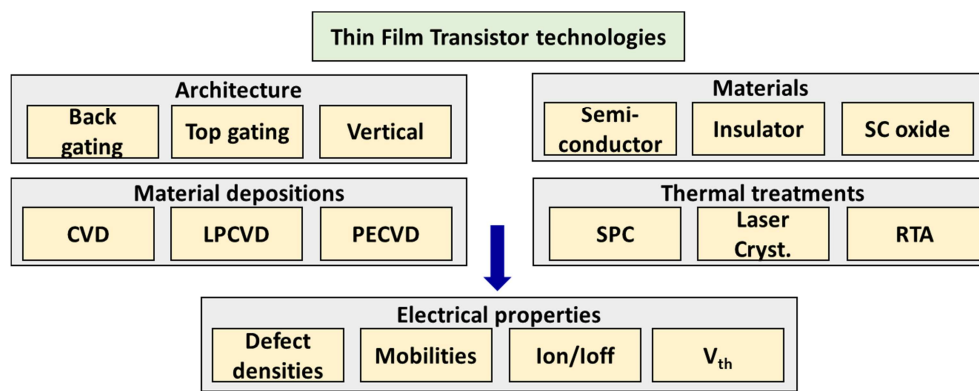 Thin Film Transistor technologies
Architecture
Back
gating
Top gating
Vertical
Materials
Semi-
conductor
Insulator
SC oxide
Material depositions
CVD
LPCVD
PECVD
Thermal treatments
SPC
Laser
Cryst.
RTA
Electrical properties
Defect
densities
Mobilities
Ion/Ioff
Vth